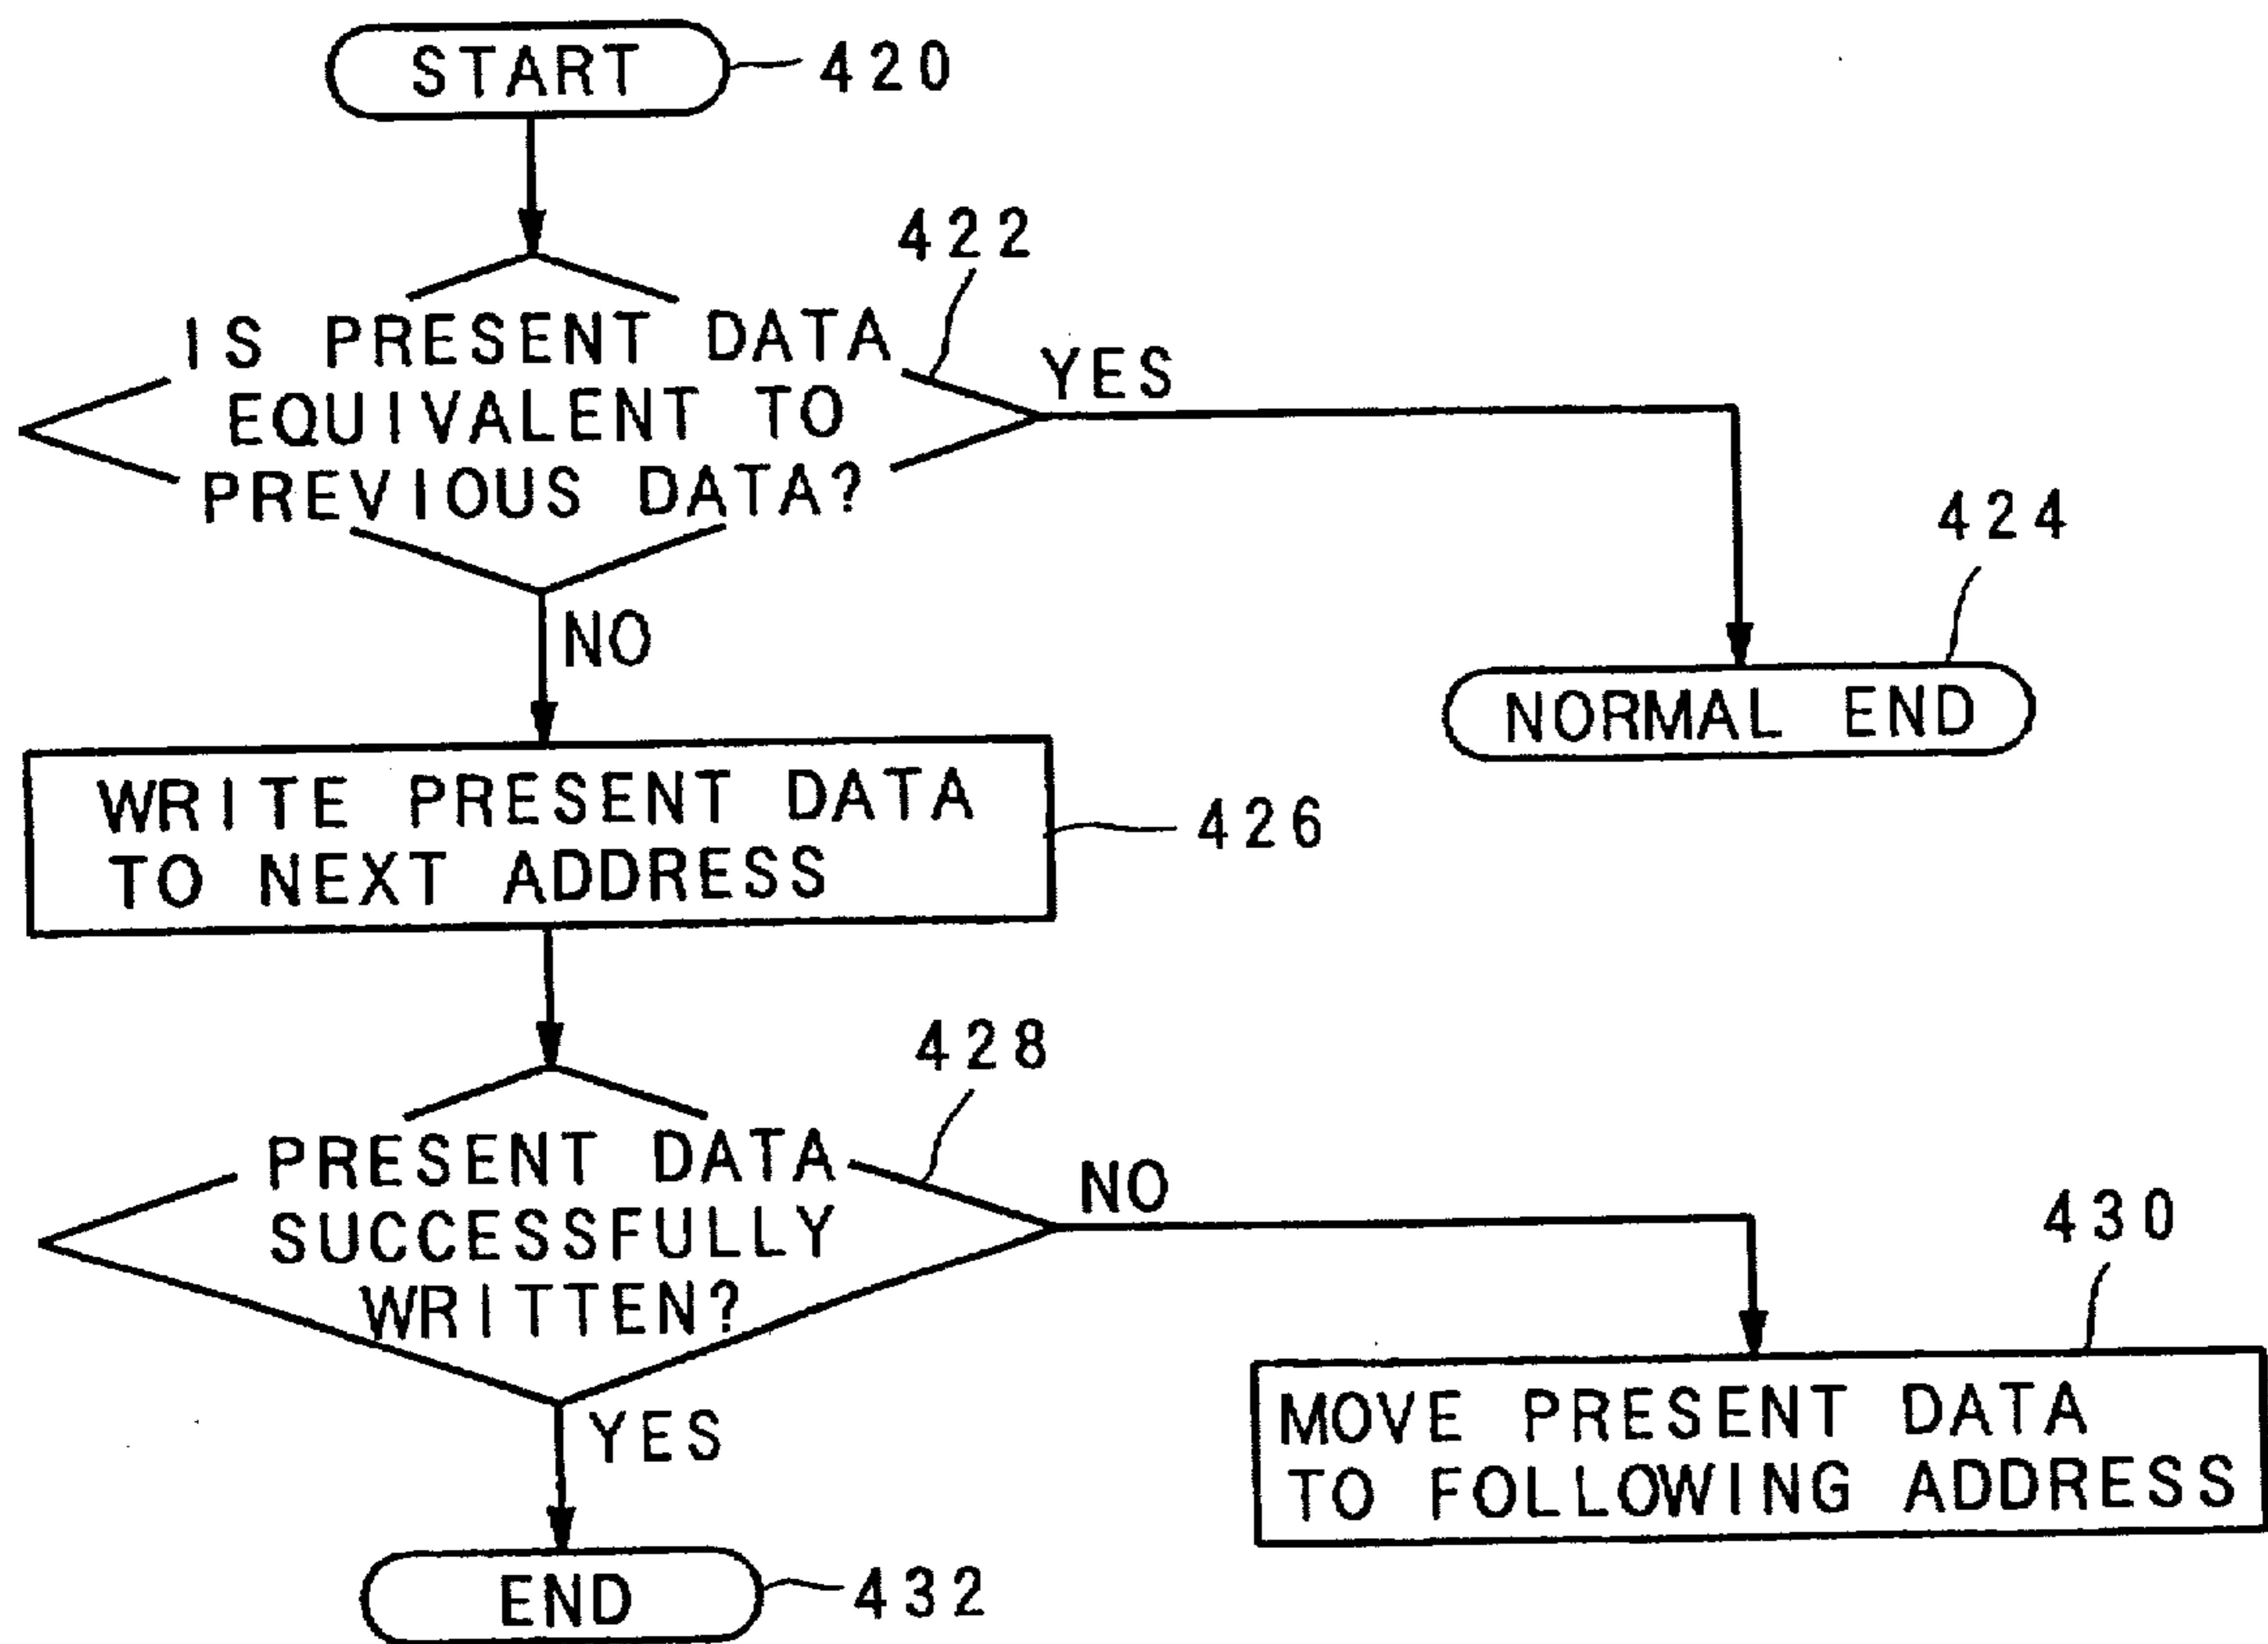 START
420
422
IS PRESENT DATA
EQUIVALENT TO
PREVIOUS DATA?
YES
424
NO
NORMAL END
WRITE PRESENT DATA
TO NEXT ADDRESS
426
428
PRESENT DATA
SUCCESSFULLY
WRITTEN?
NO
430
YES
MOVE PRESENT DATA
TO FOLLOWING ADDRESS
END
432